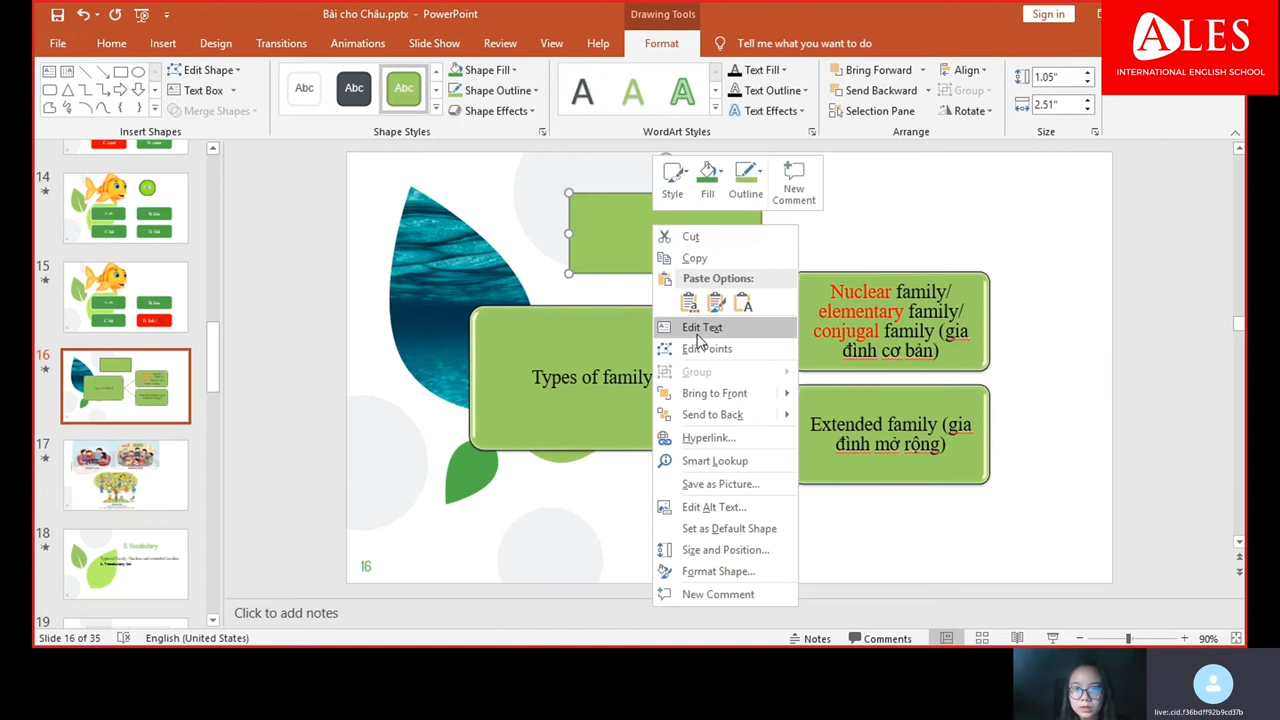 Bài cho Châu.pptx - PowerPoint
Drawing Tools
Sign in
ALES
INTERNATIONAL ENGLISH SCHOOL
File Home Insert Design Transitions Animations Slide Show Review View Help Format Tell me what you want to do
Edit Shape
Text Box
Merge Shapes
Insert Shapes
Abc Abc Abc
Shape Fill
Shape Outline
Shape Effects
Shape Styles
A A A
Text Fill
Text Outline
Text Effects
WordArt Styles
Bring Forward
Send Backward
Selection Pane
Align
Group
Rotate
Arrange
1.05"
2.51"
Size
14
15
16
17
18
5. Vocabulary
19
Style Fill Outline New
Comment
Cut
Copy
Paste Options:
Edit Text
Edit Points
Group
Bring to Front
Send to Back
Hyperlink...
Smart Lookup
Save as Picture...
Edit Alt Text...
Set as Default Shape
Size and Position...
Format Shape...
New Comment
Types of family
Nuclear family/
elementary family/
conjugal family (gia
đình cơ bản)
Extended family (gia
đình mở rộng)
16
Click to add notes
Slide 16 of 35
English (United States)
Notes
Comments
90%
live:.cid.f36bdff92b9cd37b